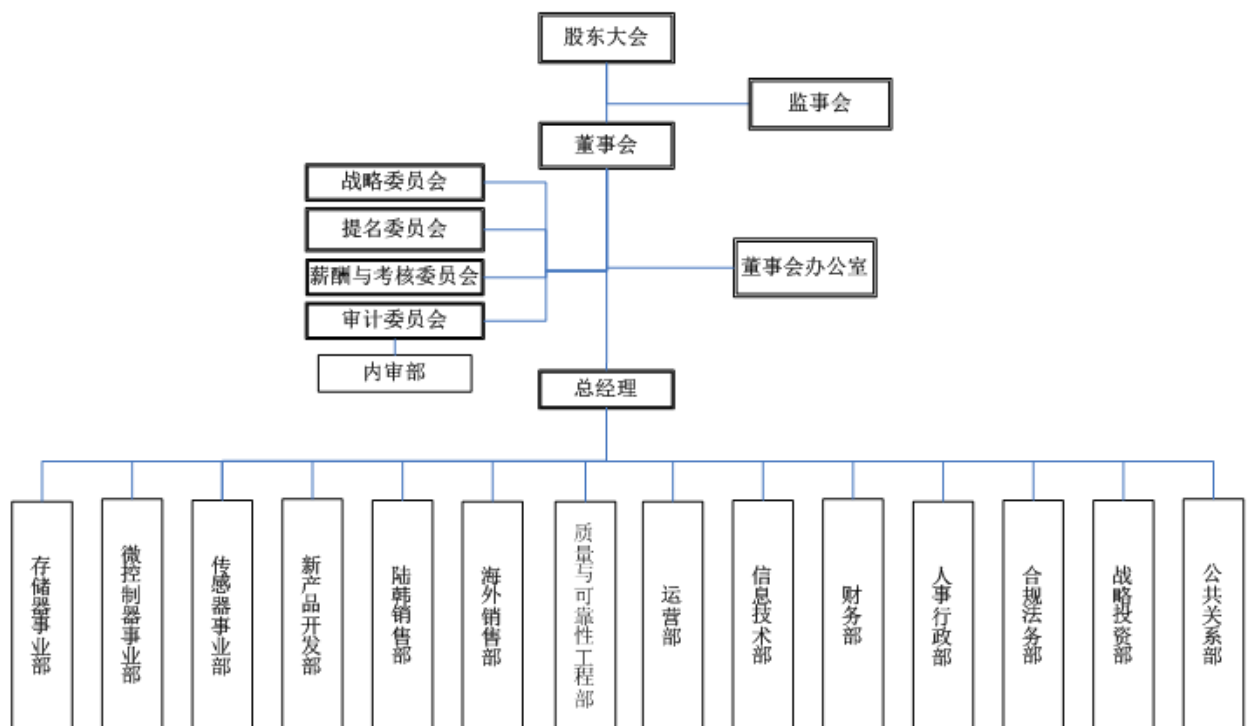 股东大会
监事会
董事会
战略委员会
提名委员会
薪酬与考核委员会
审计委员会
内审部
董事会办公室
总经理
存储器事业部
微控制器事业部
传感器事业部
新产品开发部
陆韩销售部
海外销售部
质量与可靠性工程部
运营部
信息技术部
财务部
人事行政部
合规法务部
战略投资部
公共关系部